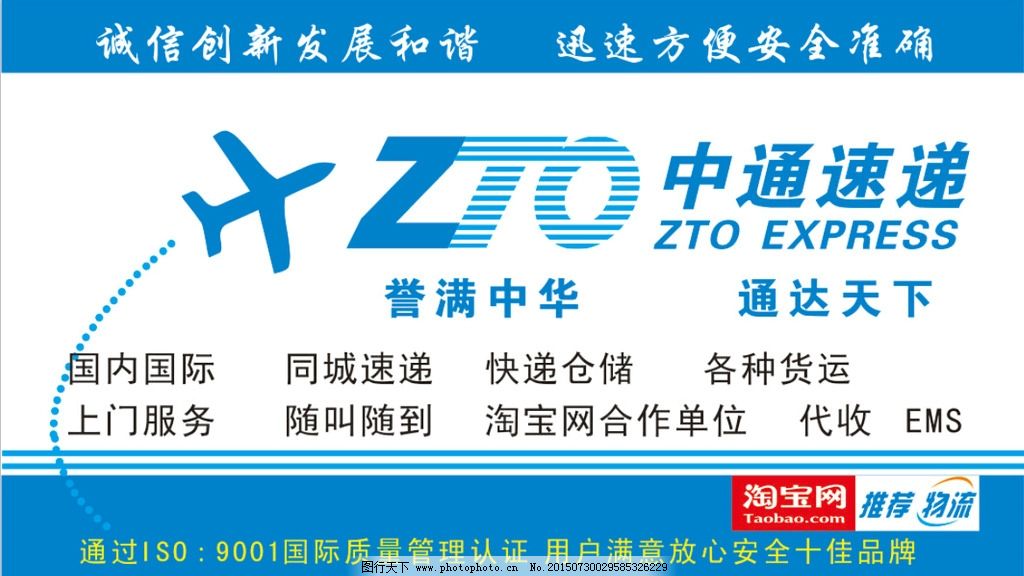 诚信创新发展和谐 迅速方便安全准确
ZTO 中通速递
ZTO EXPRESS
誉满中华 通达天下
国内国际 同城速递 快递仓储 各种货运
上门服务 随叫随到 淘宝网合作单位 代收 EMS
淘宝网
Taobao.com
推荐 物流
通过ISO：9001国际质量管理认证 用户满意放心安全十佳品牌
图行天下 www.photophoto.cn No.20150730029585326229